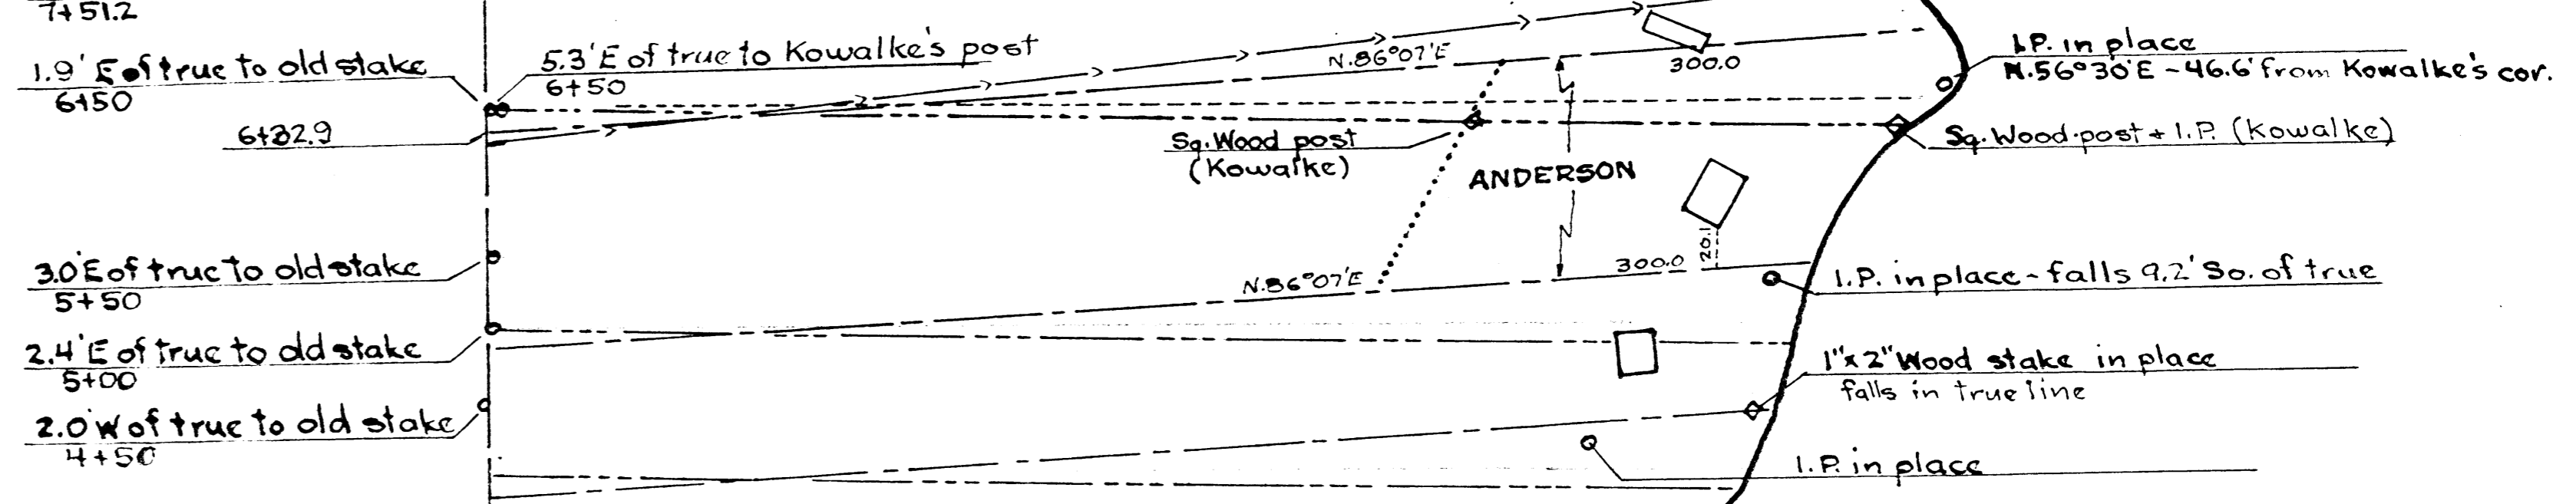 7+51.2
1.9' E of true to old stake
6+50
5.3' E of true to Kowalke's post
6+50
6+32.9
N.86°07'E
300.0
I.P. in place
N.56°30'E - 46.6' from Kowalke's cor.
Sq. Wood post
(Kowalke)
ANDERSON
Sq. Wood post + I.P. (Kowalke)
3.0' E of true to old stake
5+50
N.86°07'E
300.0
20.1
I.P. in place - falls 9.2' So. of true
2.4' E of true to old stake
5+00
1"x2" Wood stake in place
falls in true line
2.0' W of true to old stake
4+50
I.P. in place